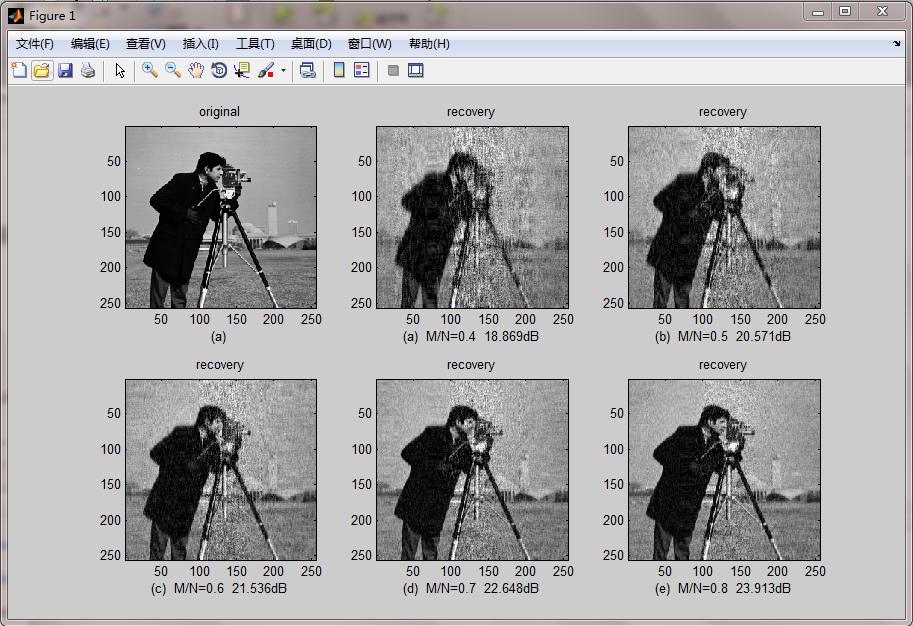 Figure 1
文件(F) 编辑(E) 查看(V) 插入(I) 工具(T) 桌面(D) 窗口(W) 帮助(H)
original
50
100
150
200
250
50 100 150 200 250
(a)
recovery
50
100
150
200
250
50 100 150 200 250
(a) M/N=0.4 18.869dB
recovery
50
100
150
200
250
50 100 150 200 250
(b) M/N=0.5 20.571dB
recovery
50
100
150
200
250
50 100 150 200 250
(c) M/N=0.6 21.536dB
recovery
50
100
150
200
250
50 100 150 200 250
(d) M/N=0.7 22.648dB
recovery
50
100
150
200
250
50 100 150 200 250
(e) M/N=0.8 23.913dB